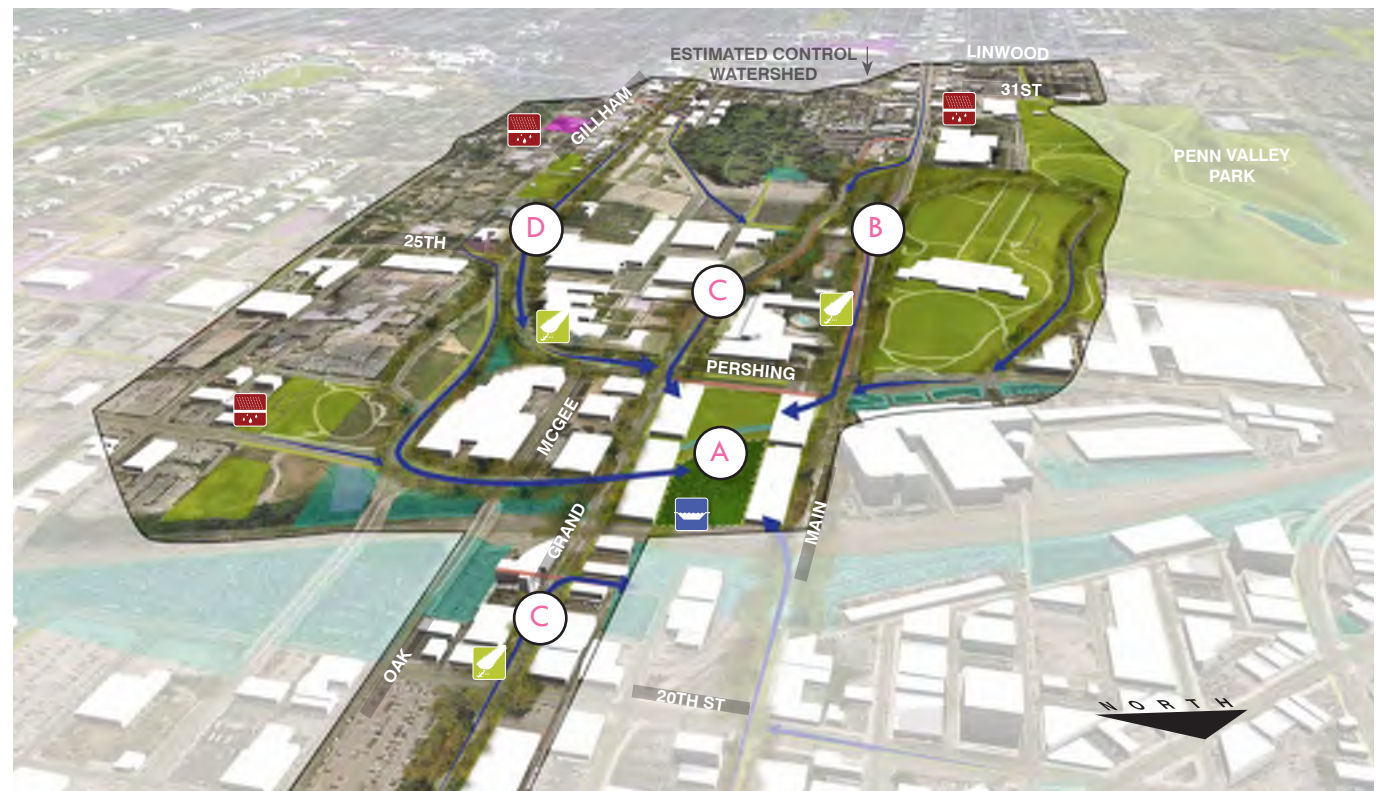 ESTIMATED CONTROL
WATERSHED
LINWOOD
31ST
GILLHAM
PENN VALLEY
PARK
D
B
25TH
C
PERSHING
MCGEE
A
GRAND
MAIN
C
OAK
20TH ST
NORTH